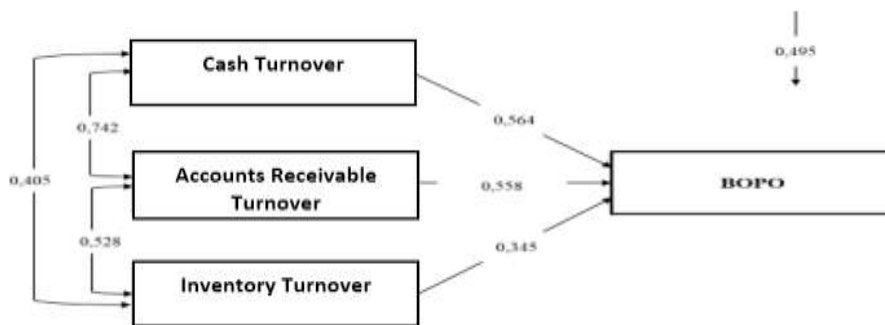 0,495
Cash Turnover
0,564
0,742
Accounts Receivable
Turnover
0,558
BOPO
0,405
0,528
0,345
Inventory Turnover